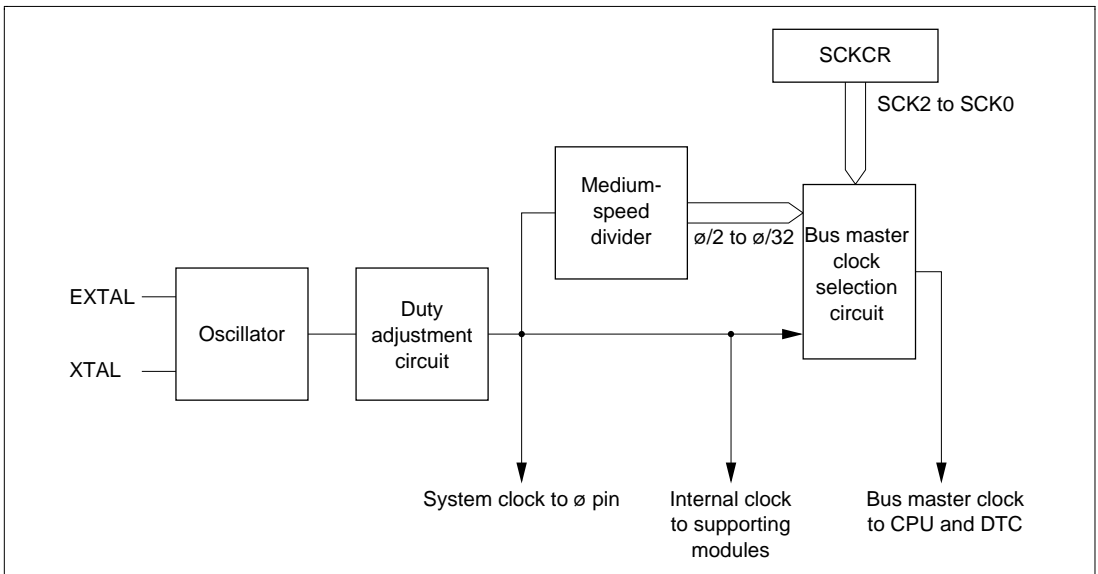 SCKCR
SCK2 to SCK0
Medium-
speed
divider
ø/2 to ø/32
Bus master
clock
selection
circuit
EXTAL
XTAL
Oscillator
Duty
adjustment
circuit
System clock to ø pin
Internal clock
to supporting
modules
Bus master clock
to CPU and DTC